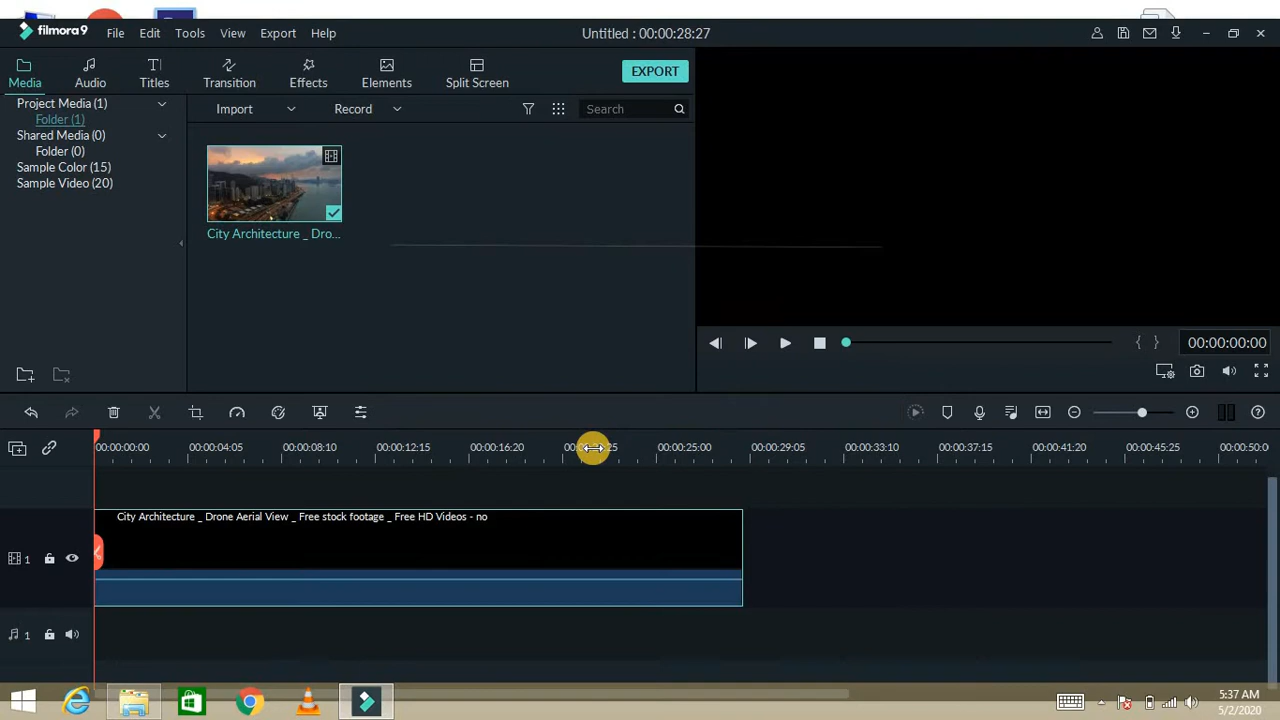 filmora9 File Edit Tools View Export Help Untitled : 00:00:28:27
Media Audio Titles Transition Effects Elements Split Screen EXPORT
Project Media (1) Import Record Search
Folder (1)
Shared Media (0)
Folder (0)
Sample Color (15)
Sample Video (20)
City Architecture _ Dro...
00:00:00:00
00:00:00:00 00:00:04:05 00:00:08:10 00:00:12:15 00:00:16:20 00:00:25:00 00:00:29:05 00:00:33:10 00:00:37:15 00:00:41:20 00:00:45:25 00:00:50:0
City Architecture _ Drone Aerial View _ Free stock footage _ Free HD Videos - no
1
1
5:37 AM
5/2/2020